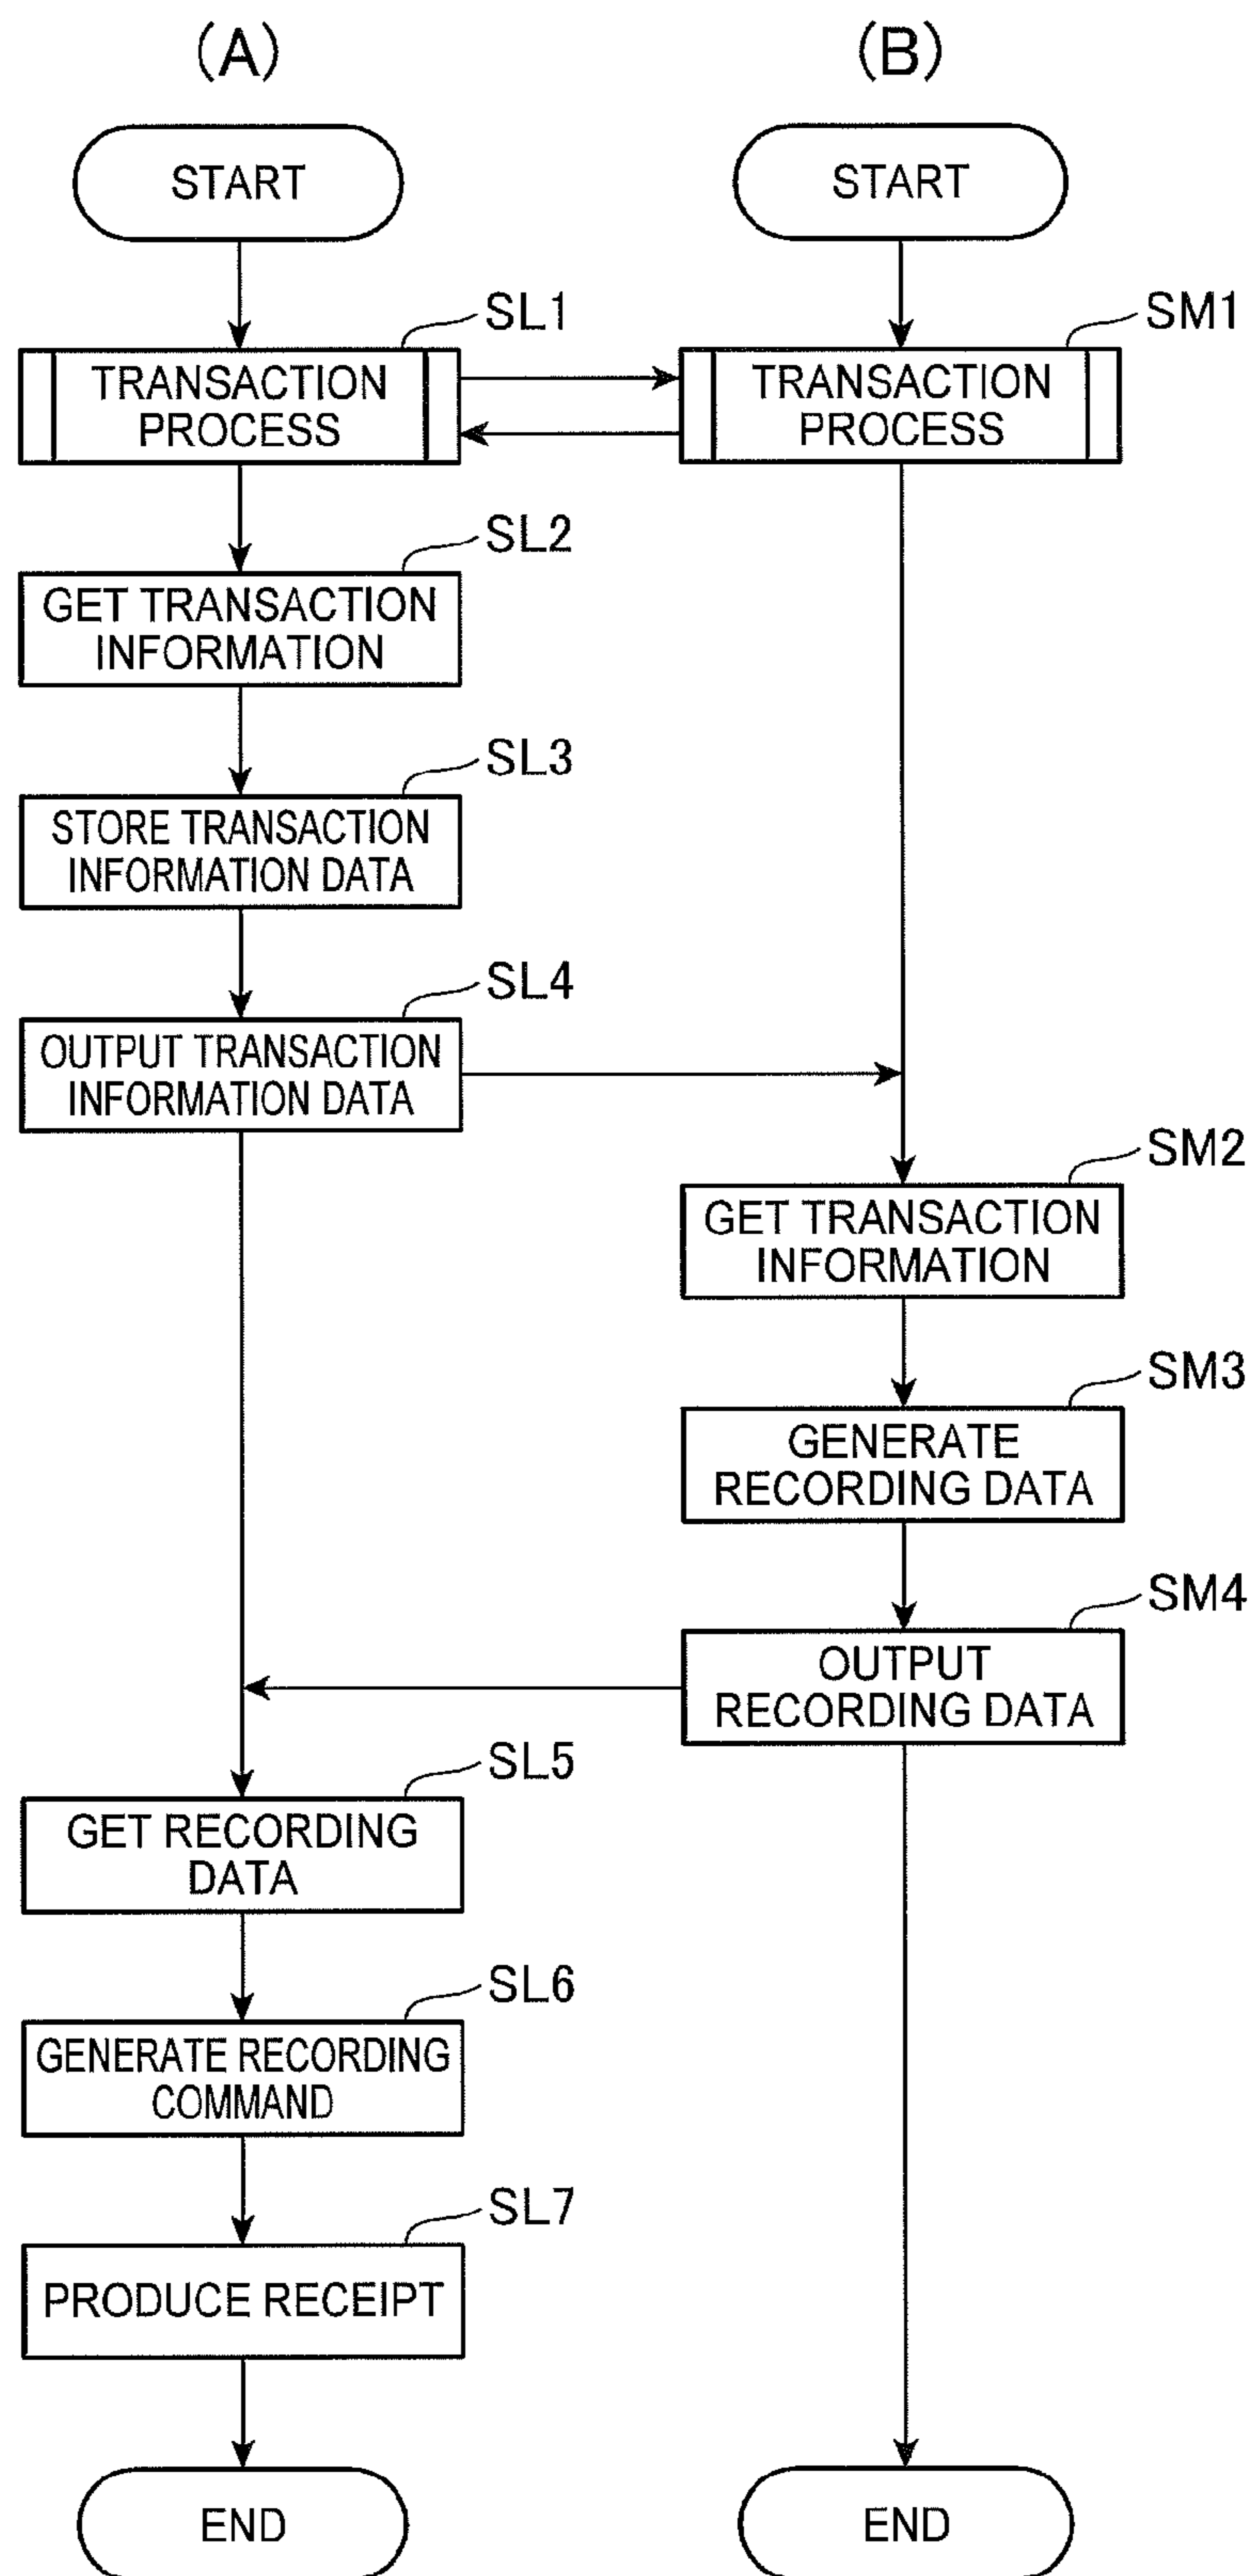 (A)
(B)
START
START
SL1
SM1
TRANSACTION
PROCESS
TRANSACTION
PROCESS
SL2
GET TRANSACTION
INFORMATION
SL3
STORE TRANSACTION
INFORMATION DATA
SL4
OUTPUT TRANSACTION
INFORMATION DATA
SM2
GET TRANSACTION
INFORMATION
SM3
GENERATE
RECORDING DATA
SM4
OUTPUT
RECORDING DATA
SL5
GET RECORDING
DATA
SL6
GENERATE RECORDING
COMMAND
SL7
PRODUCE RECEIPT
END
END